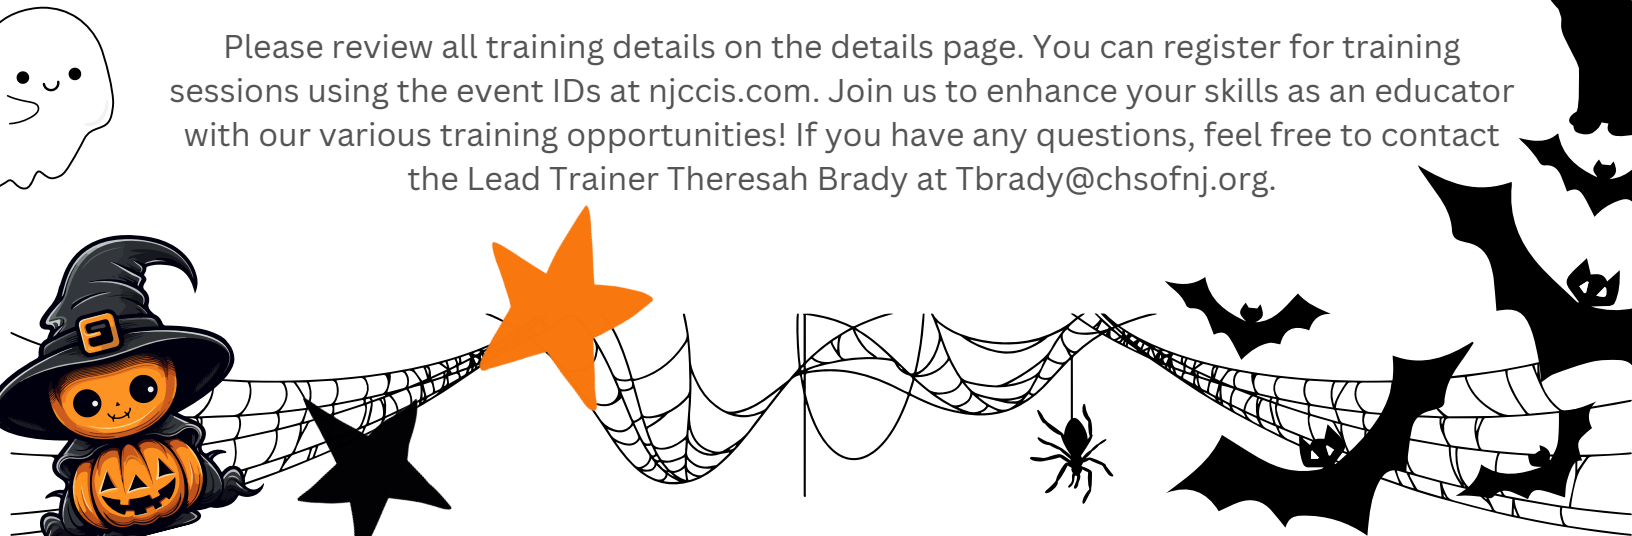 Please review all training details on the details page. You can register for training
sessions using the event IDs at njccis.com. Join us to enhance your skills as an educator
with our various training opportunities! If you have any questions, feel free to contact
the Lead Trainer Theresah Brady at Tbrady@chsofnj.org.